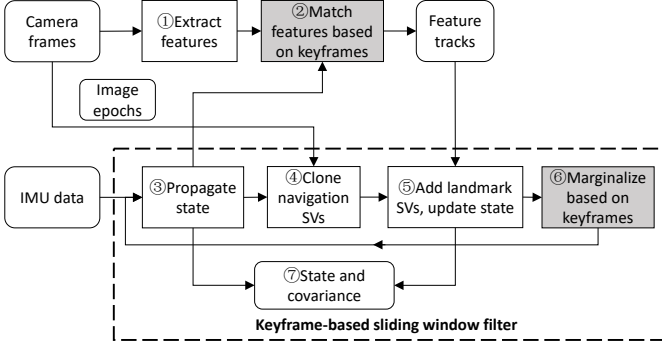 Camera
frames
①Extract
features
②Match
features based
on keyframes
Feature
tracks
Image
epochs
IMU data
③Propagate
state
④Clone
navigation
SVs
⑤Add landmark
SVs, update state
⑥Marginalize
based on
keyframes
⑦State and
covariance
Keyframe-based sliding window filter